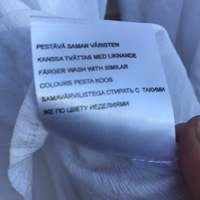 PESTÄVÄ SAMAN VÄRISTEN
KANSSA TVÄTTAS MED LIKNANDE
FÄRGER WASH WITH SIMILAR
COLOURS PESTA KOOS
SAMAVÄRVILISTEGA СТИРАТЬ С ТАКИМИ
ЖЕ ПО ЦВЕТУ ИЗДЕЛИЯМИ